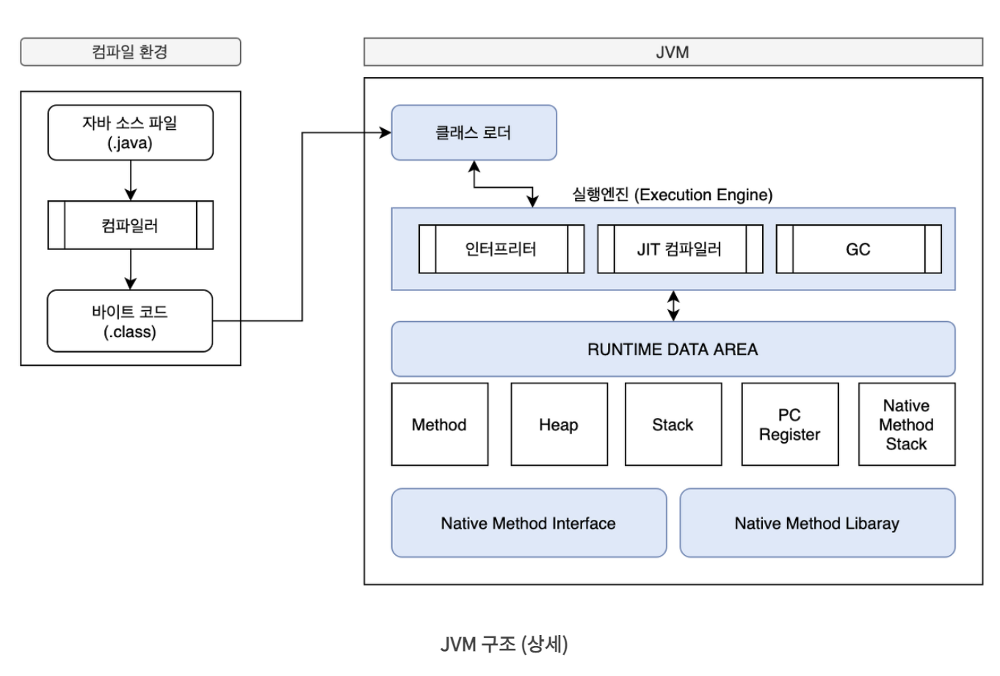 컴파일 환경
자바 소스 파일
(.java)
컴파일러
바이트 코드
(.class)
JVM
클래스 로더
실행엔진 (Execution Engine)
인터프리터
JIT 컴파일러
GC
RUNTIME DATA AREA
Method
Heap
Stack
PC
Register
Native
Method
Stack
Native Method Interface
Native Method Libaray
JVM 구조 (상세)